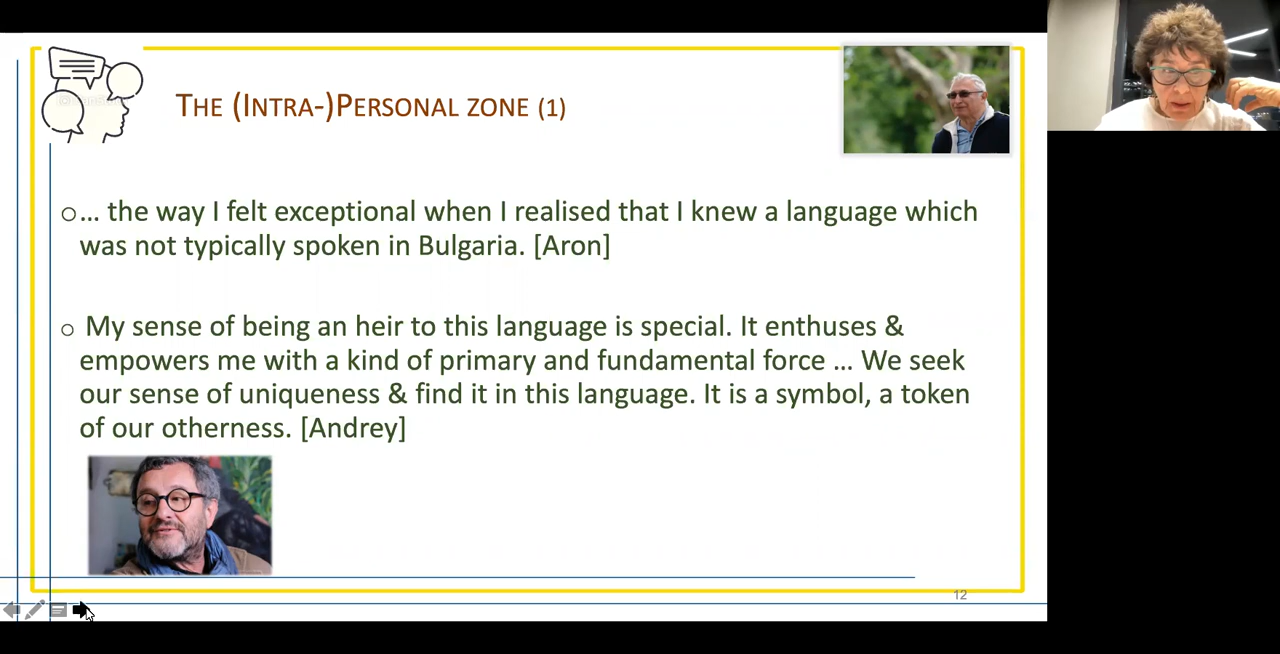 THE (INTRA-)PERSONAL ZONE (1)
… the way I felt exceptional when I realised that I knew a language which
was not typically spoken in Bulgaria. [Aron]
My sense of being an heir to this language is special. It enthuses &
empowers me with a kind of primary and fundamental force … We seek
our sense of uniqueness & find it in this language. It is a symbol, a token
of our otherness. [Andrey]
12